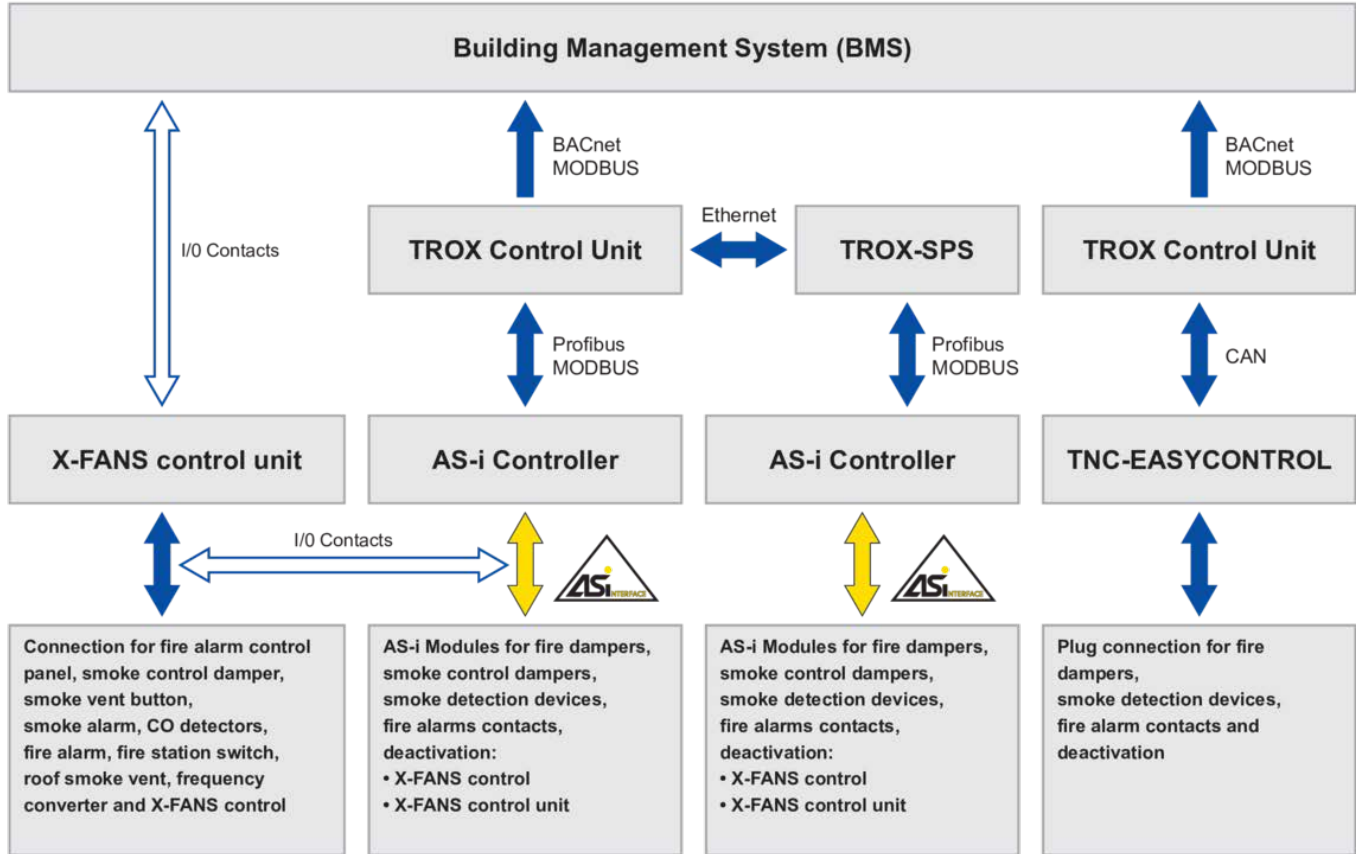 Building Management System (BMS)
BACnet
MODBUS
BACnet
MODBUS
I/0 Contacts
Ethernet
TROX Control Unit
TROX-SPS
TROX Control Unit
Profibus
MODBUS
Profibus
MODBUS
CAN
X-FANS control unit
AS-i Controller
AS-i Controller
TNC-EASYCONTROL
I/0 Contacts
ASi INTERFACE
ASi INTERFACE
Connection for fire alarm control
panel, smoke control damper,
smoke vent button,
smoke alarm, CO detectors,
fire alarm, fire station switch,
roof smoke vent, frequency
converter and X-FANS control
AS-i Modules for fire dampers,
smoke control dampers,
smoke detection devices,
fire alarms contacts,
deactivation:
• X-FANS control
• X-FANS control unit
AS-i Modules for fire dampers,
smoke control dampers,
smoke detection devices,
fire alarms contacts,
deactivation:
• X-FANS control
• X-FANS control unit
Plug connection for fire
dampers,
smoke detection devices,
fire alarm contacts and
deactivation